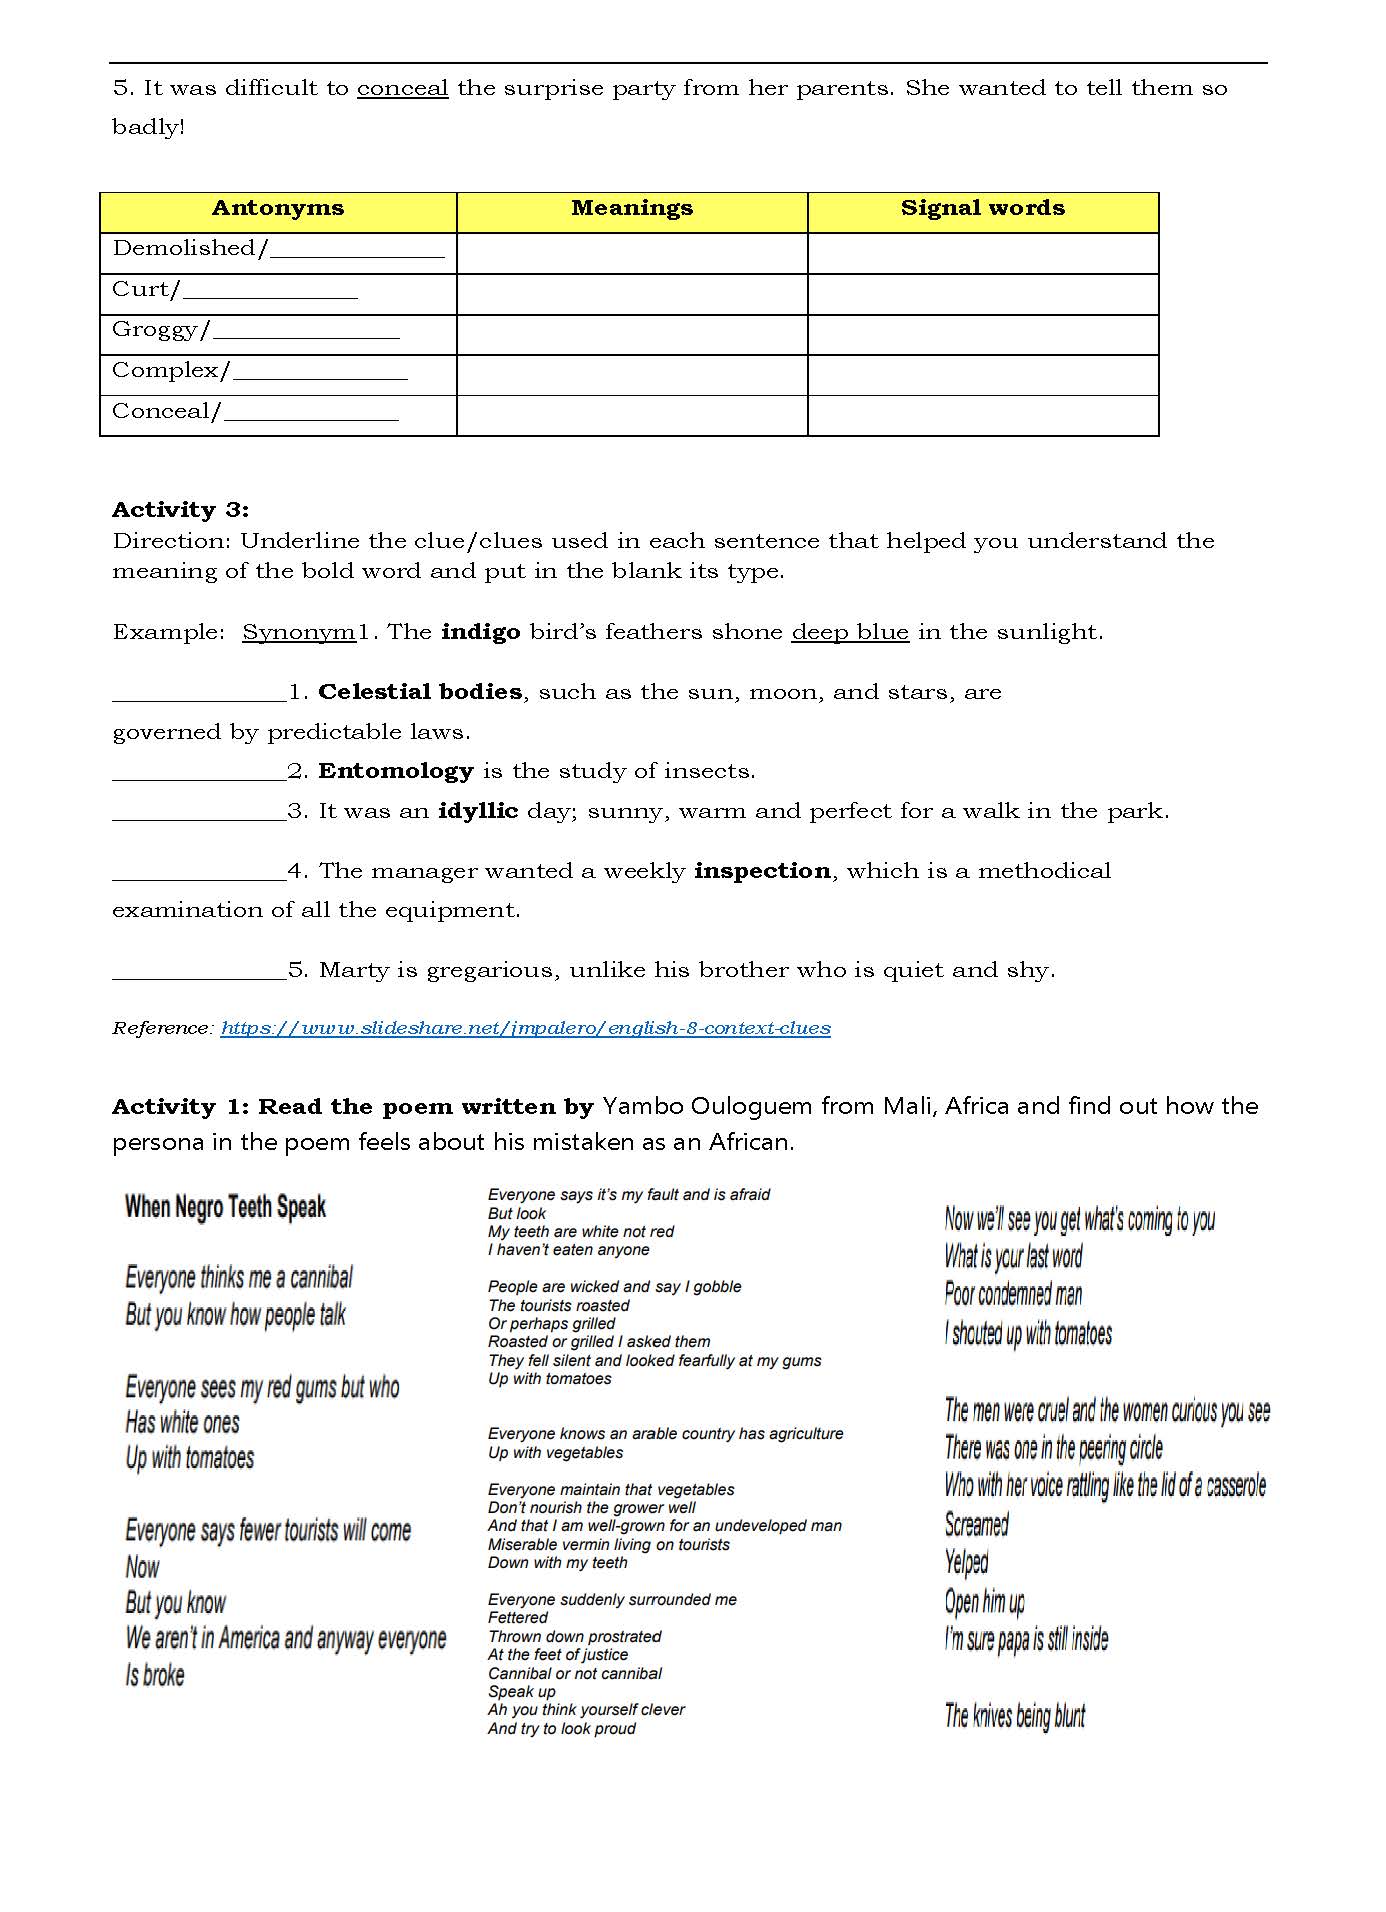 5. It was difficult to conceal the surprise party from her parents. She wanted to tell them so
badly!
Antonyms Meanings Signal words
Demolished/______________
Curt/______________
Groggy/_______________
Complex/______________
Conceal/______________
Activity 3:
Direction: Underline the clue/clues used in each sentence that helped you understand the
meaning of the bold word and put in the blank its type.
Example: Synonym1. The indigo bird’s feathers shone deep blue in the sunlight.
______________1. Celestial bodies, such as the sun, moon, and stars, are
governed by predictable laws.
______________2. Entomology is the study of insects.
______________3. It was an idyllic day; sunny, warm and perfect for a walk in the park.
______________4. The manager wanted a weekly inspection, which is a methodical
examination of all the equipment.
______________5. Marty is gregarious, unlike his brother who is quiet and shy.
Reference: https://www.slideshare.net/jmpalero/english-8-context-clues
Activity 1: Read the poem written by Yambo Ouloguem from Mali, Africa and find out how the
persona in the poem feels about his mistaken as an African.
When Negro Teeth Speak
Everyone thinks me a cannibal
But you know how people talk
Everyone sees my red gums but who
Has white ones
Up with tomatoes
Everyone says fewer tourists will come
Now
But you know
We aren’t in America and anyway everyone
Is broke
Everyone says it’s my fault and is afraid
But look
My teeth are white not red
I haven’t eaten anyone
People are wicked and say I gobble
The tourists roasted
Or perhaps grilled
Roasted or grilled I asked them
They fell silent and looked fearfully at my gums
Up with tomatoes
Everyone knows an arable country has agriculture
Up with vegetables
Everyone maintain that vegetables
Don’t nourish the grower well
And that I am well-grown for an undeveloped man
Miserable vermin living on tourists
Down with my teeth
Everyone suddenly surrounded me
Fettered
Thrown down prostrated
At the feet of justice
Cannibal or not cannibal
Speak up
Ah you think yourself clever
And try to look proud
Now we’ll see you get what’s coming to you
What is your last word
Poor condemned man
I shouted up with tomatoes
The men were cruel and the women curious you see
There was one in the peering circle
Who with her voice rattling like the lid of a casserole
Screamed
Yelped
Open him up
I’m sure papa is still inside
The knives being blunt